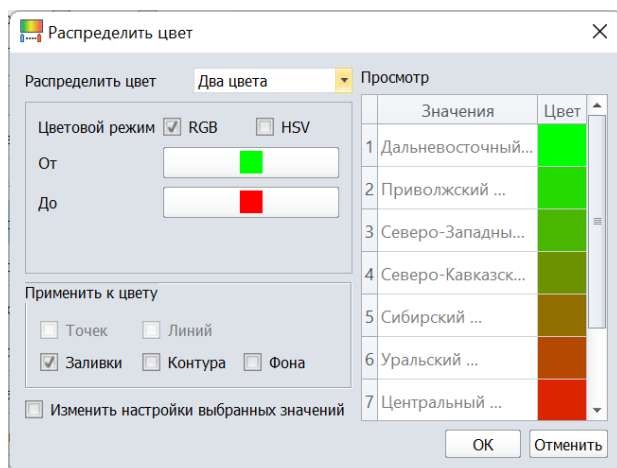 Распределить цвет
Распределить цвет Два цвета
Цветовой режим RGB HSV
От
До
Применить к цвету
Точек Линий
Заливки Контура Фона
Изменить настройки выбранных значений
Просмотр
Значения Цвет
1 Дальневосточный...
2 Приволжский ...
3 Северо-Западны...
4 Северо-Кавказск...
5 Сибирский ...
6 Уральский ...
7 Центральный ...
OK Отменить